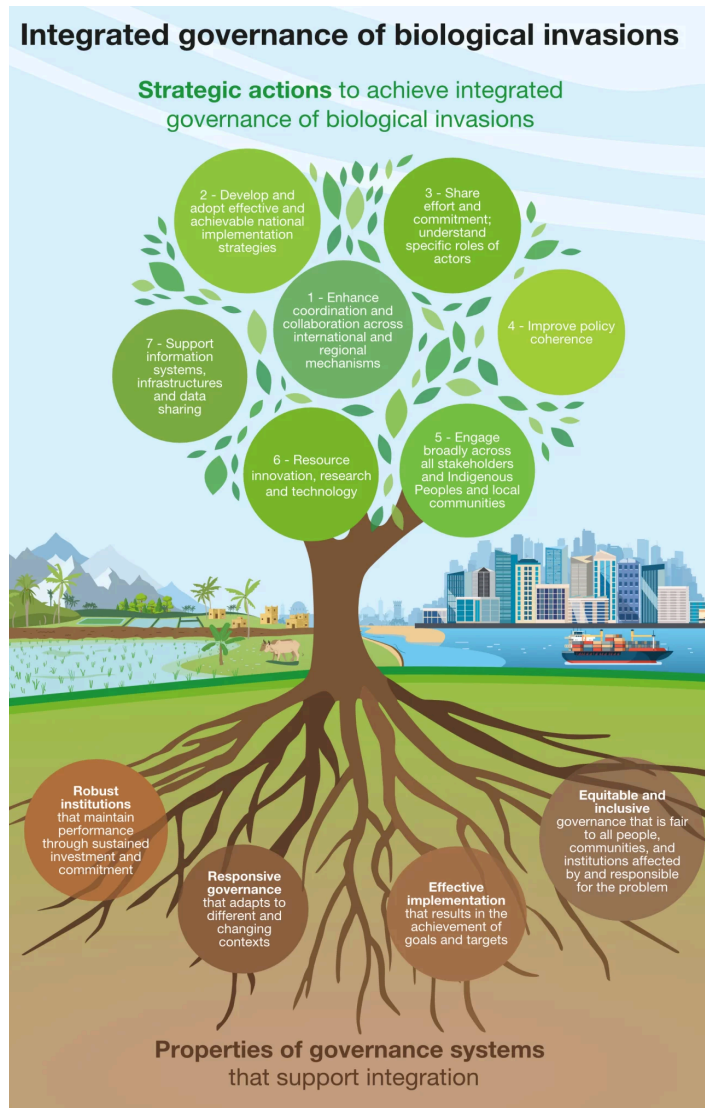 Integrated governance of biological invasions
Strategic actions to achieve integrated
governance of biological invasions
2 - Develop and
adopt effective and
achievable national
implementation
strategies
3 - Share
effort and
commitment;
understand
specific roles of
actors
1 - Enhance
coordination and
collaboration across
international and
regional
mechanisms
4 - Improve policy
coherence
7 - Support
information
systems,
infrastructures
and data
sharing
6 - Resource
innovation, research
and technology
5 - Engage
broadly across
all stakeholders
and Indigenous
Peoples and local
communities
Robust
institutions
that maintain
performance
through sustained
investment and
commitment
Responsive
governance
that adapts to
different and
changing
contexts
Effective
implementation
that results in the
achievement of
goals and targets
Equitable and
inclusive
governance that is fair
to all people,
communities, and
institutions affected
by and responsible
for the problem
Properties of governance systems
that support integration